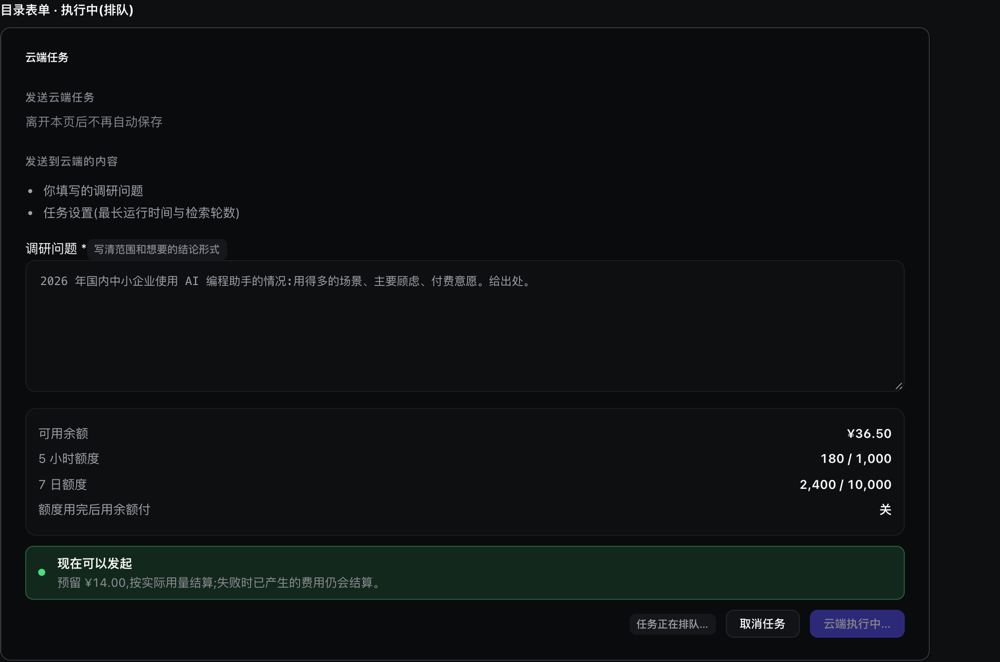 目录表单 · 执行中(排队)
云端任务
发送云端任务
离开本页后不再自动保存
发送到云端的内容
• 你填写的调研问题
• 任务设置(最长运行时间与检索轮数)
调研问题 * 写清范围和想要的结论形式
2026 年国内中小企业使用 AI 编程助手的情况:用得多的场景、主要顾虑、付费意愿。给出处。
可用余额 ¥36.50
5 小时额度 180 / 1,000
7 日额度 2,400 / 10,000
额度用完后用余额付 关
现在可以发起
预留 ¥14.00,按实际用量结算;失败时已产生的费用仍会结算。
任务正在排队... 取消任务 云端执行中...